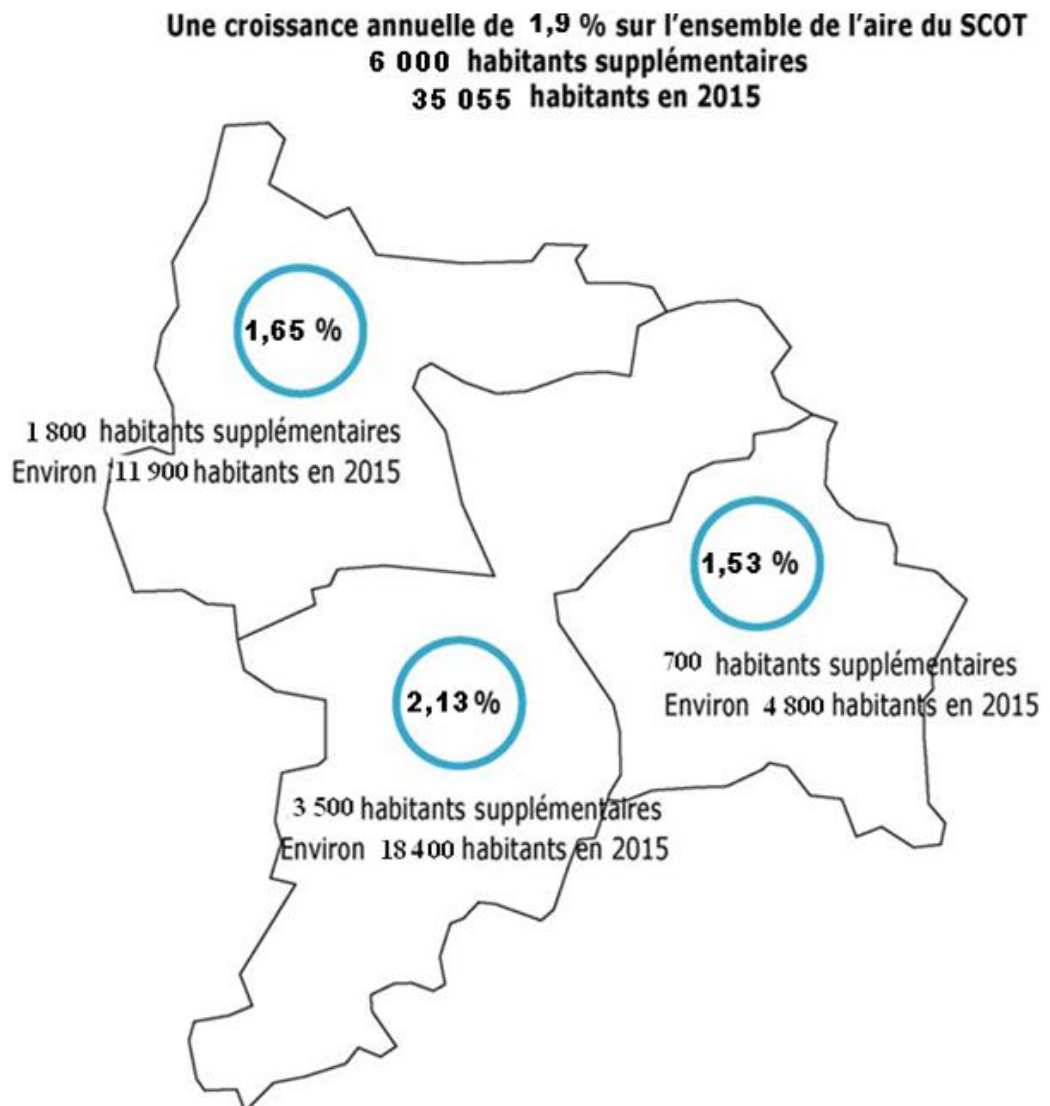 Une croissance annuelle de 1,9 % sur l'ensemble de l'aire du SCOT
6 000 habitants supplémentaires
35 055 habitants en 2015
1,65 %
1 800 habitants supplémentaires
Environ 11 900 habitants en 2015
1,53 %
700 habitants supplémentaires
Environ 4 800 habitants en 2015
2,13 %
3 500 habitants supplémentaires
Environ 18 400 habitants en 2015